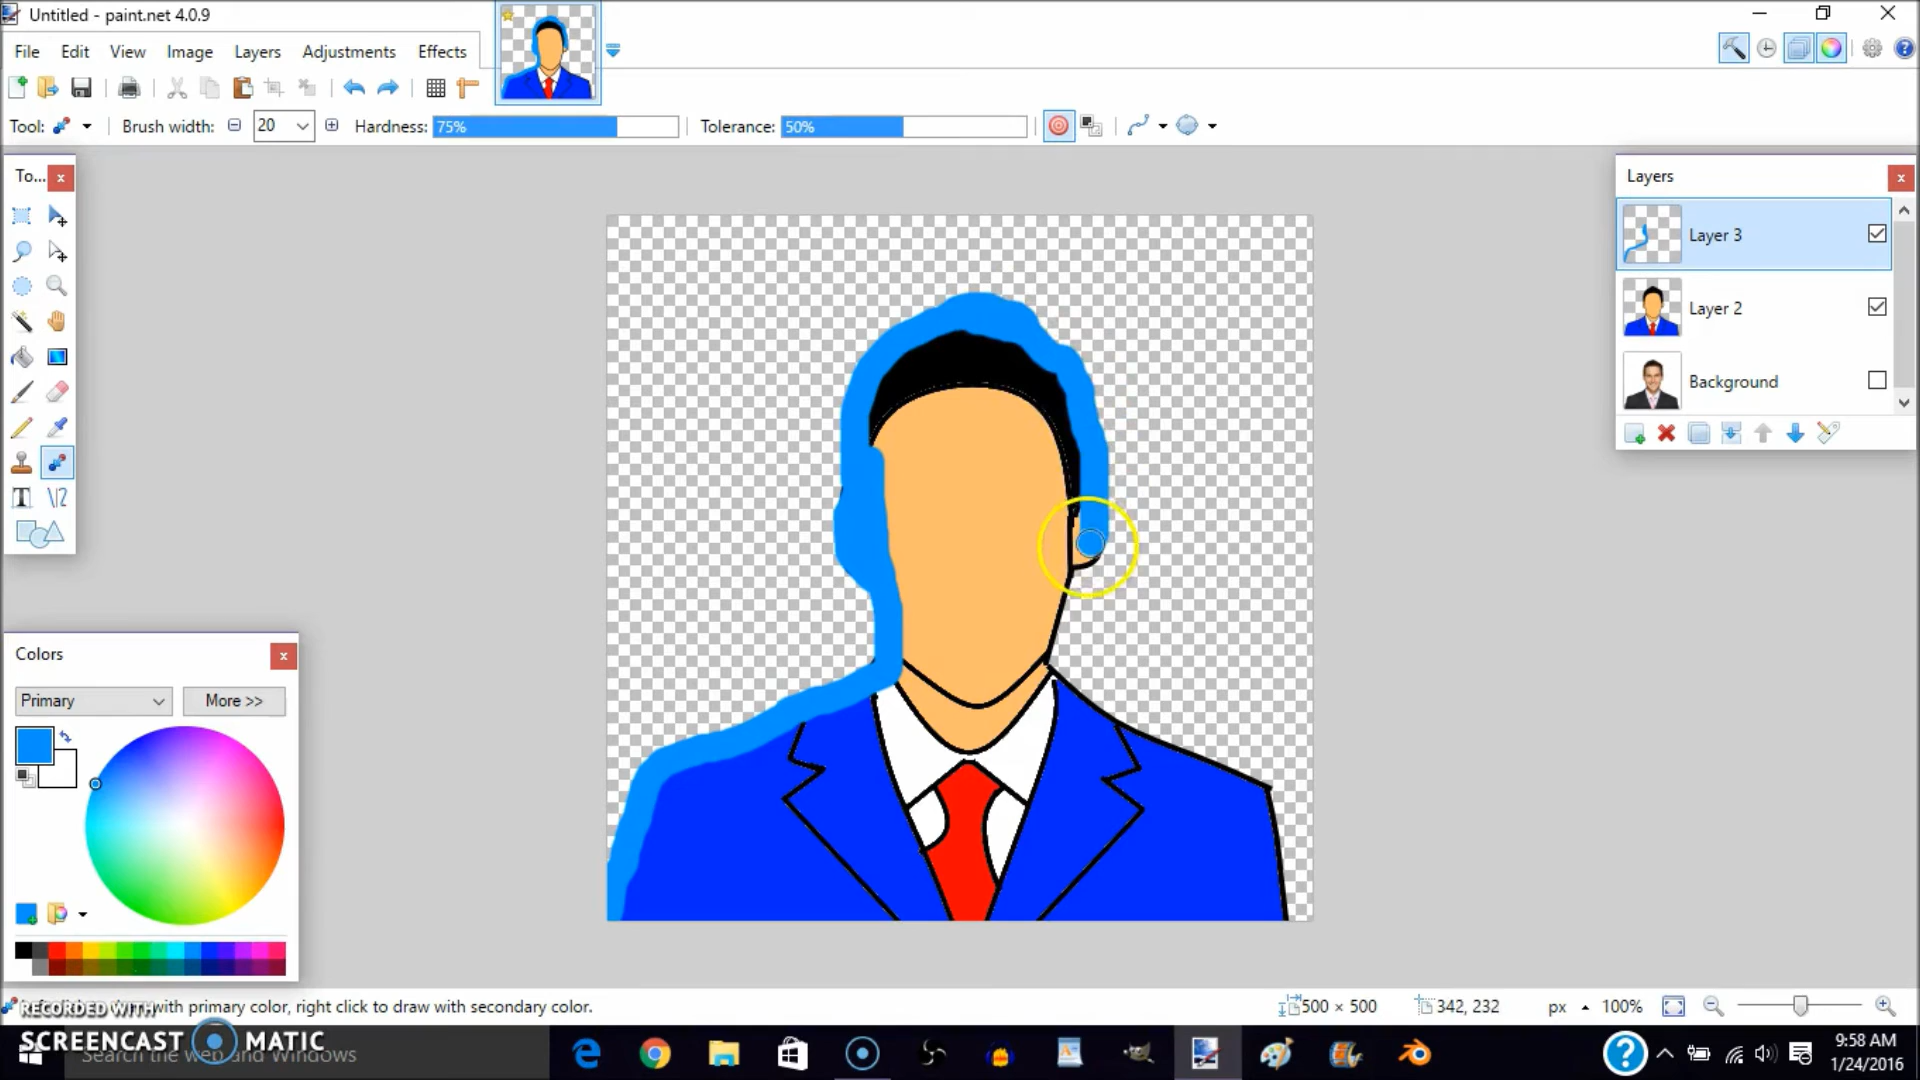 Untitled - paint.net 4.0.9
File Edit View Image Layers Adjustments Effects
Tool: Brush width: 20 Hardness: 75% Tolerance: 50%
To...
Layers
Layer 3
Layer 2
Background
Colors
Primary
More >>
with primary color, right click to draw with secondary color.
500 × 500
342, 232
px
100%
RECORDED WITH
SCREENCAST MATIC
Search the web and Windows
9:58 AM
1/24/2016